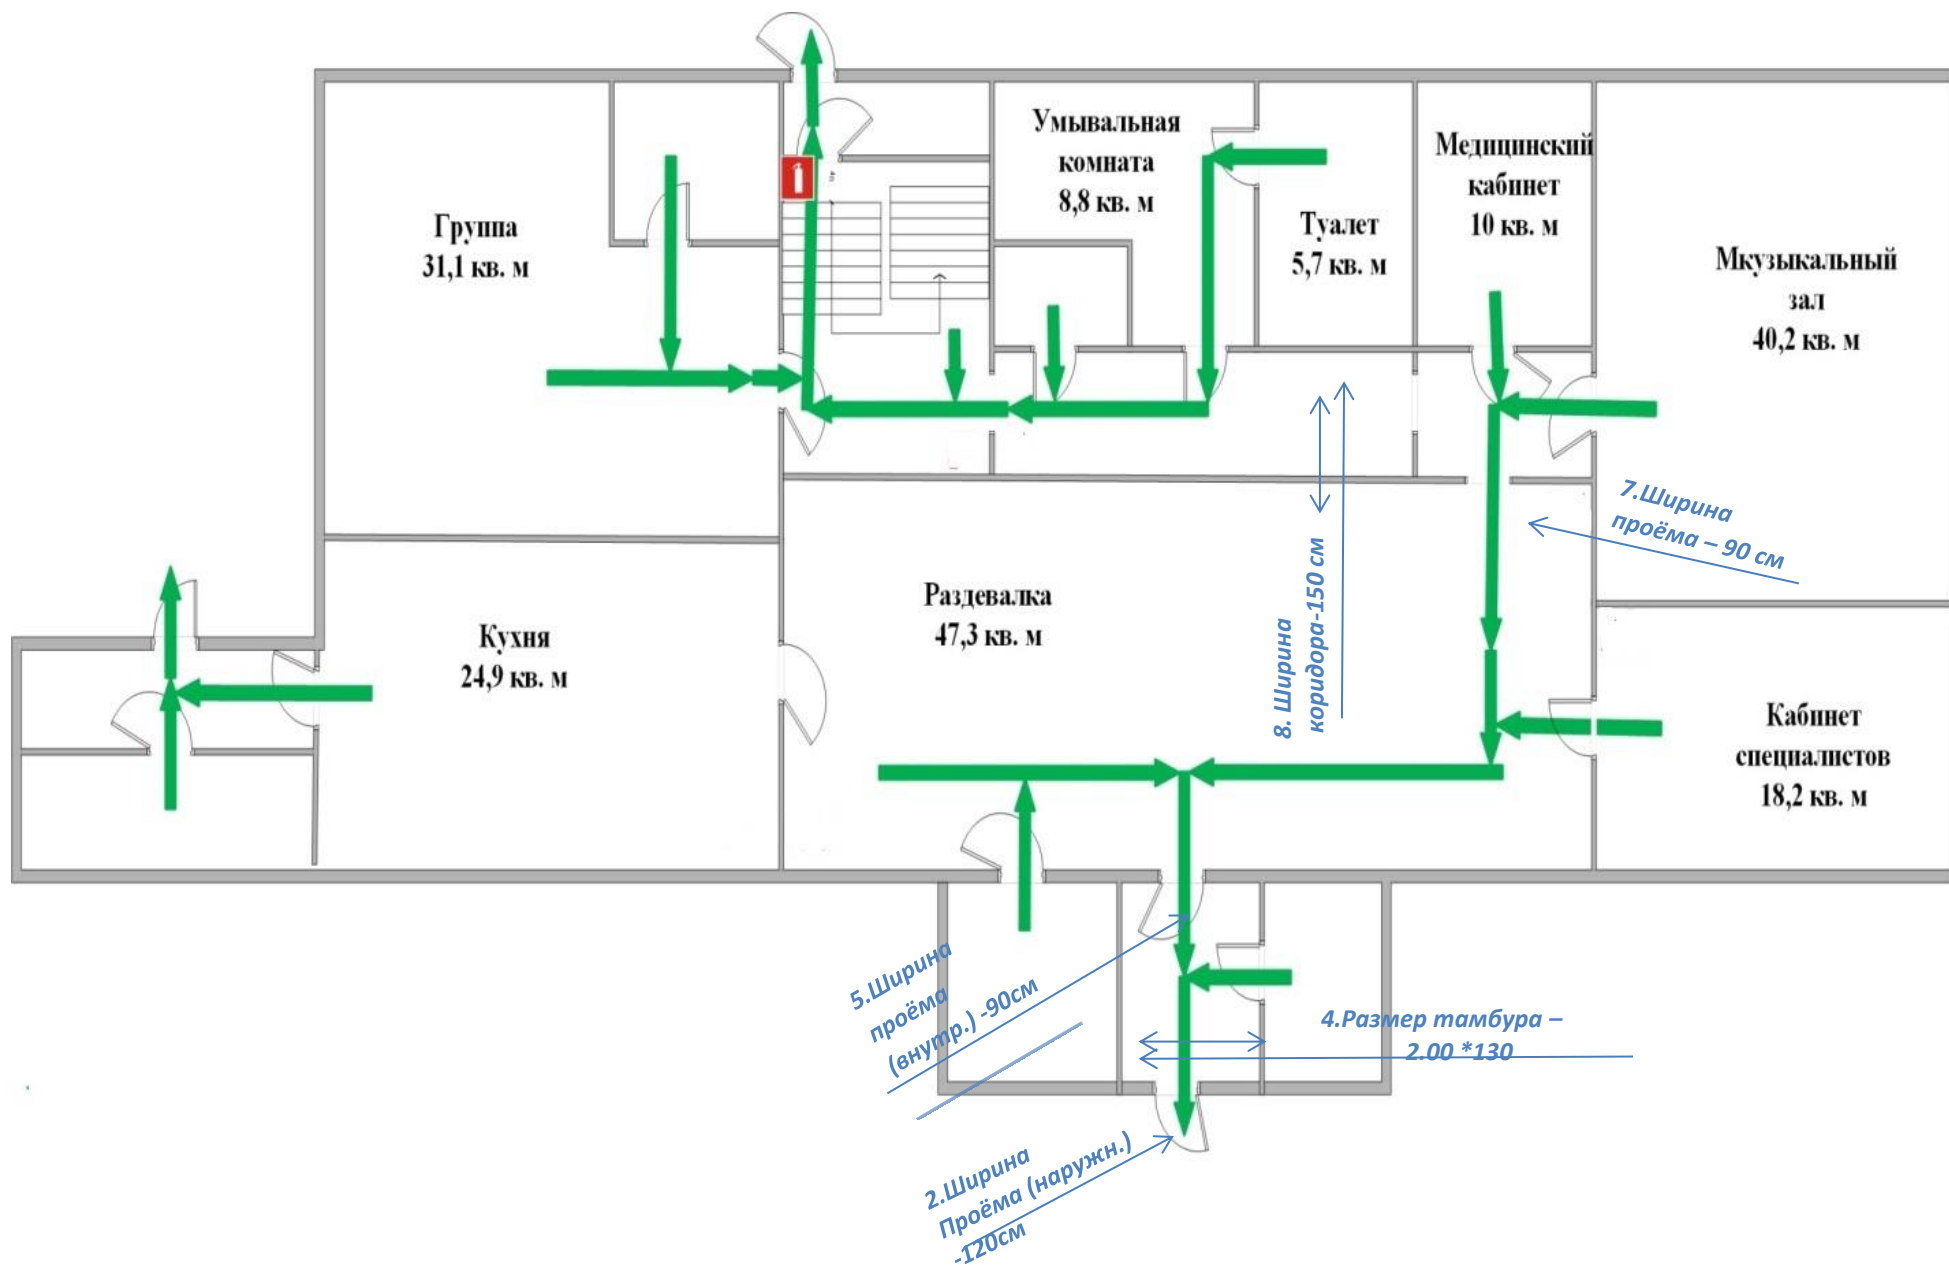 Умывальная
комната
8,8 кв. м
Медицинский
кабинет
10 кв. м
Группа
31,1 кв. м
Туалет
5,7 кв. м
Мкузыкальный
зал
40,2 кв. м
7.Ширина
проёма – 90 см
Раздевалка
47,3 кв. м
8. Ширина
коридора-150 см
Кухня
24,9 кв. м
Кабинет
специалистов
18,2 кв. м
5.Ширина
проёма
(внутр.) -90см
4.Размер тамбура –
2.00 *130
2.Ширина
Проёма (наружн.)
-120см